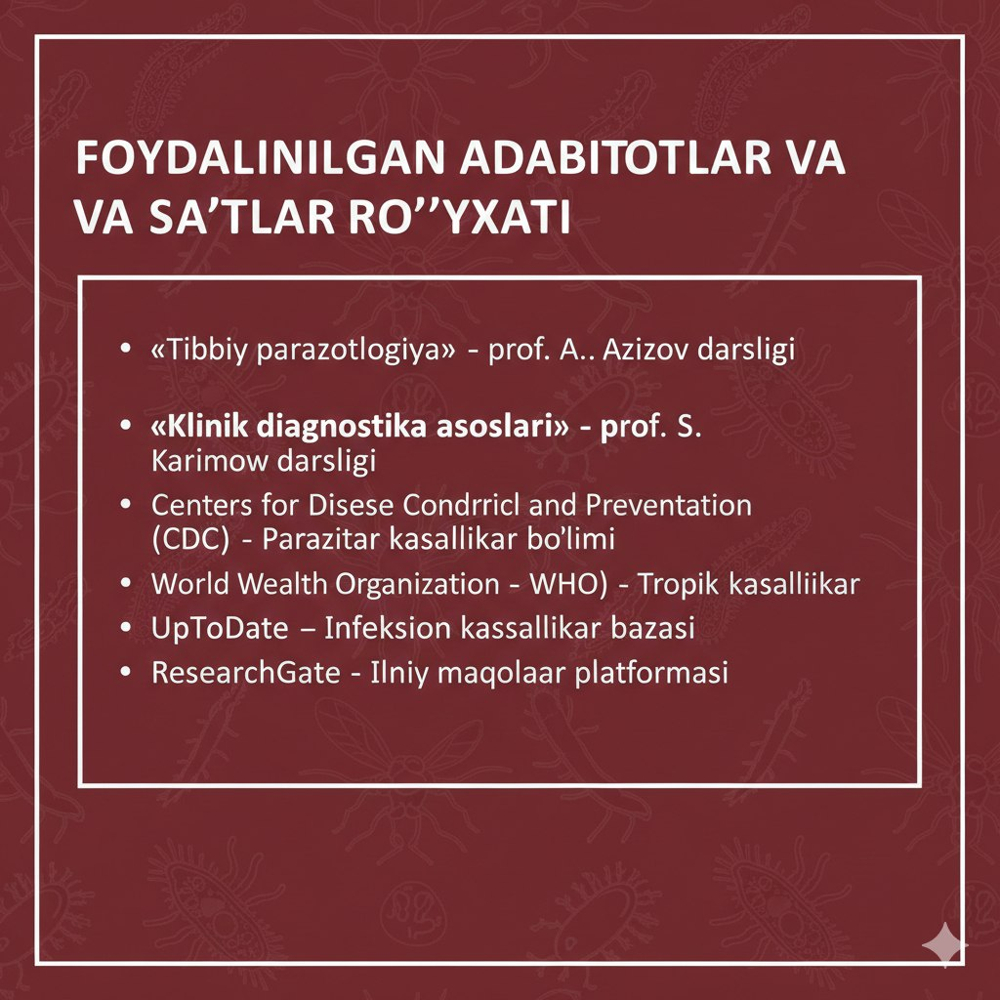 FOYDALINILGAN ADABITOTLAR VA
VA SA’TLAR RO’’YXATI
• «Tibbiy parazotlogiya» - prof. A.. Azizov darsligi
• «Klinik diagnostika asoslari» - prof. S.
Karimow darsligi
• Centers for Disese Condrricl and Preventation
(CDC) - Parazitar kasallikar bo’limi
• World Wealth Organization - WHO) - Tropik kasalliikar
• UpToDate – Infeksion kassallikar bazasi
• ResearchGate - Ilniy maqolaar platformasi